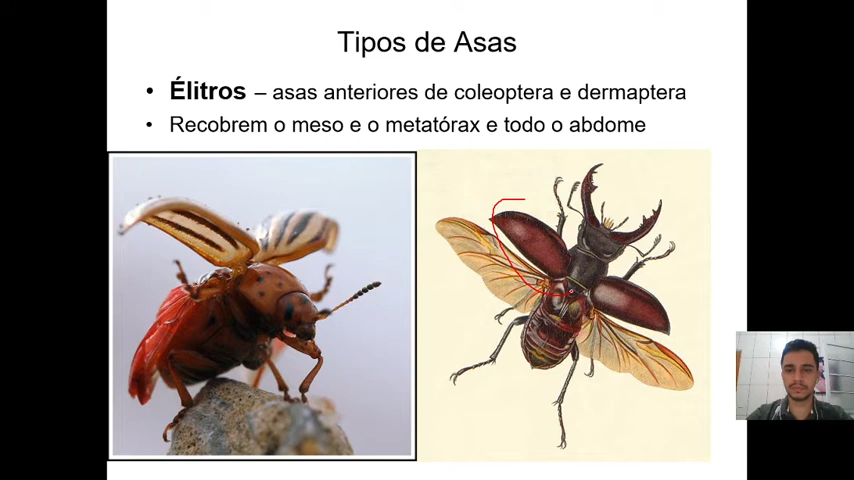 Tipos de Asas
• Élitros – asas anteriores de coleoptera e dermaptera
• Recobrem o meso e o metatórax e todo o abdome